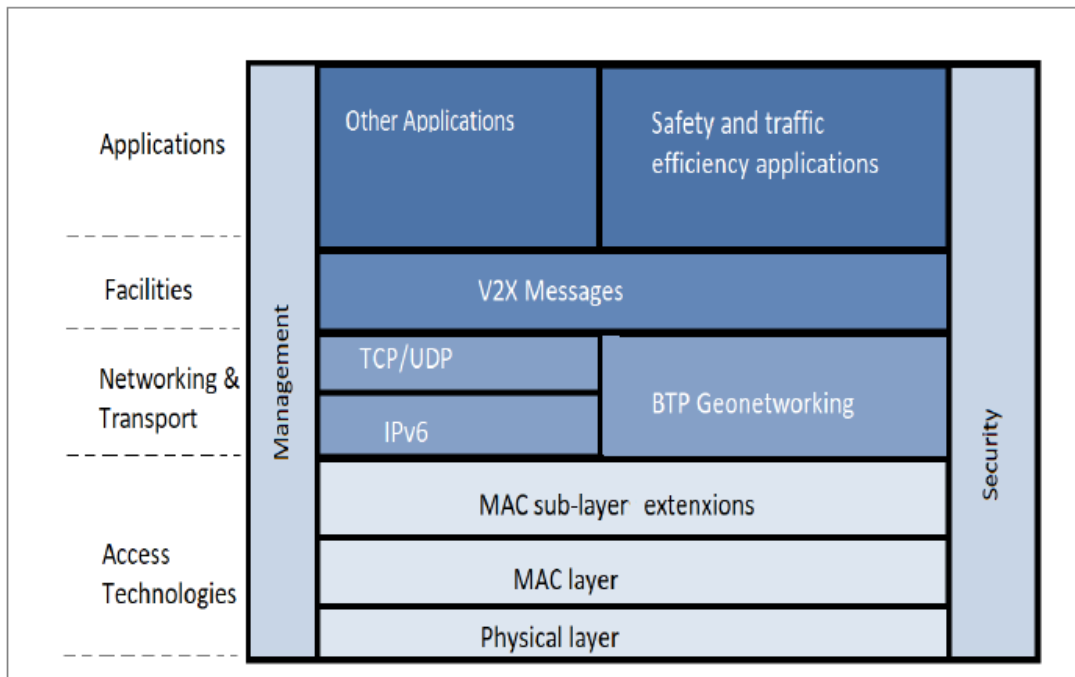 Applications
Other Applications
Safety and traffic
efficiency applications
Facilities
V2X Messages
Management
Networking &
Transport
TCP/UDP
IPv6
BTP Geonetworking
Security
Access
Technologies
MAC sub-layer extenxions
MAC layer
Physical layer